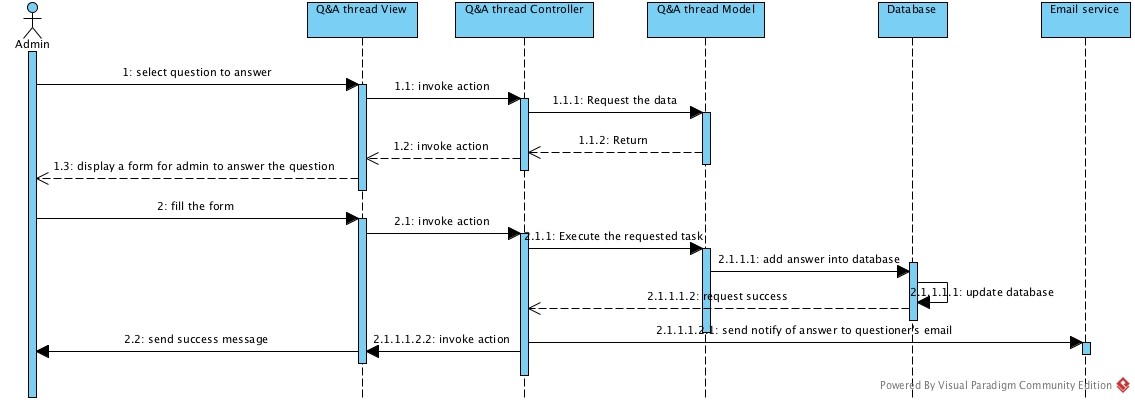 Q&A thread View
Q&A thread Controller
Q&A thread Model
Database
Email service
Admin
1: select question to answer
1.1: invoke action
1.1.1: Request the data
1.1.2: Return
1.2: invoke action
1.3: display a form for admin to answer the question
2: fill the form
2.1: invoke action
2.1.1: Execute the requested task
2.1.1.1: add answer into database
2.1.1.1.1: update database
2.1.1.1.2: request success
2.1.1.1.2.1: send notify of answer to questioner's email
2.1.1.1.2.2: invoke action
2.2: send success message
Powered By Visual Paradigm Community Edition